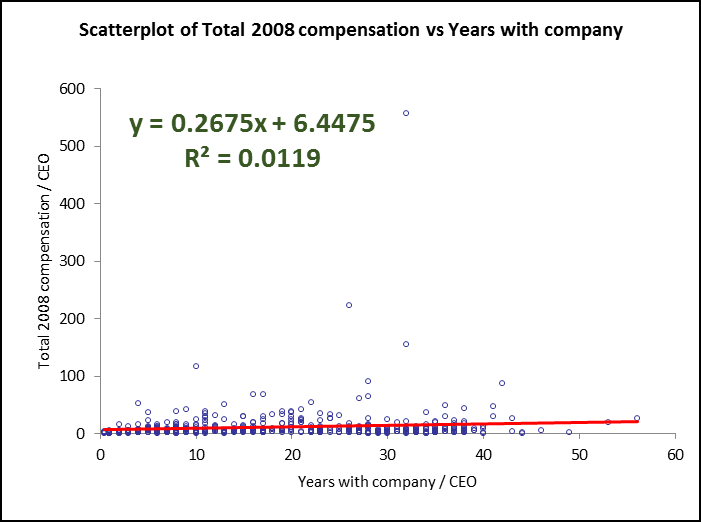 Scatterplot of Total 2008 compensation vs Years with company
y = 0.2675x + 6.4475
R² = 0.0119
Total 2008 compensation / CEO
600
500
400
300
200
100
0
0 10 20 30 40 50 60
Years with company / CEO